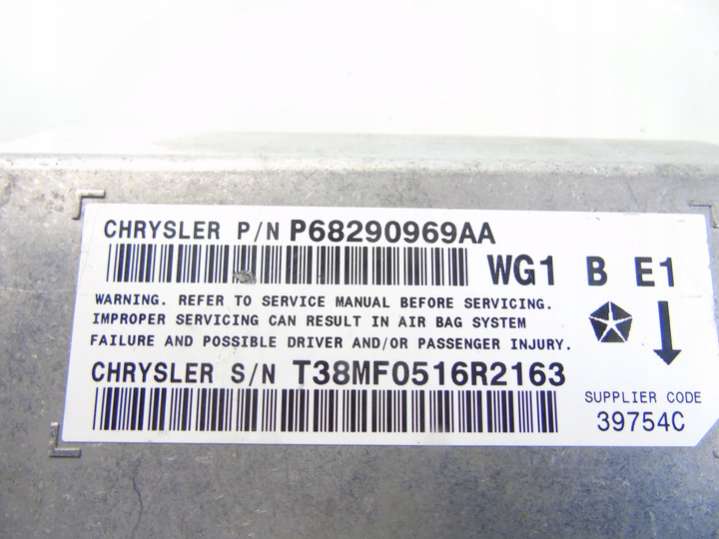 CHRYSLER P/N P68290969AA
WG1 B E1
WARNING. REFER TO SERVICE MANUAL BEFORE SERVICING.
IMPROPER SERVICING CAN RESULT IN AIR BAG SYSTEM
FAILURE AND POSSIBLE DRIVER AND/OR PASSENGER INJURY.
CHRYSLER S/N T38MF0516R2163
SUPPLIER CODE
39754C